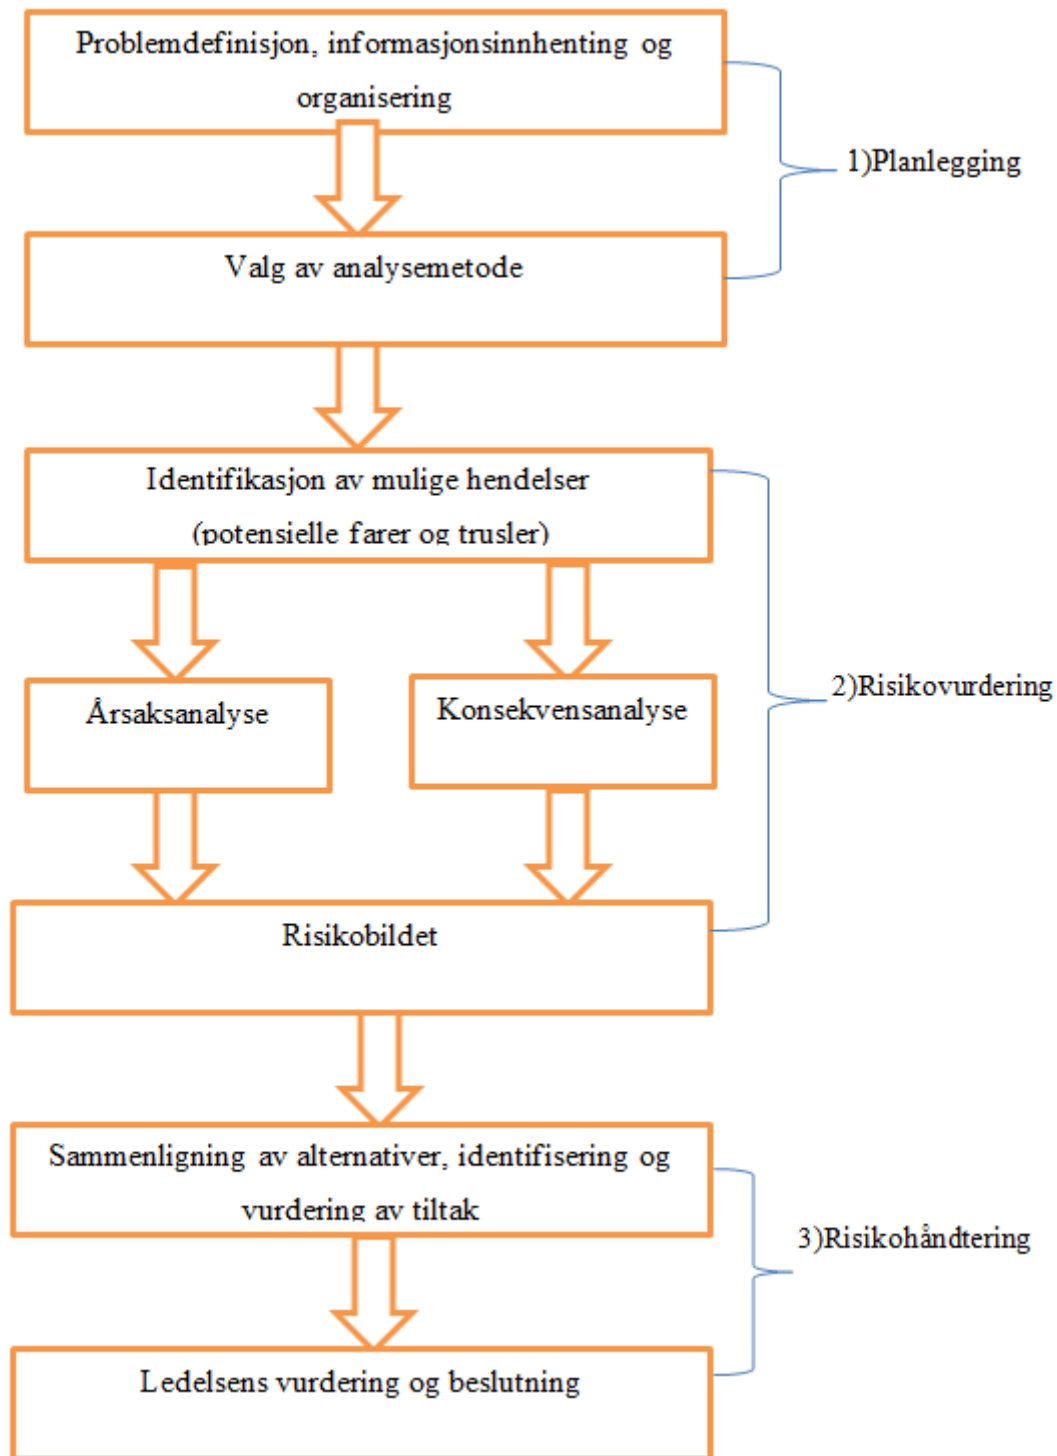 Problemdefinisjon, informasjonsinnhenting og
organisering
1)Planlegging
Valg av analysemetode
Identifikasjon av mulige hendelser
(potensielle farer og trusler)
2)Risikovurdering
Årsaksanalyse
Konsekvensanalyse
Risikobildet
Sammenligning av alternativer, identifisering og
vurdering av tiltak
3)Risikohåndtering
Ledelsens vurdering og beslutning